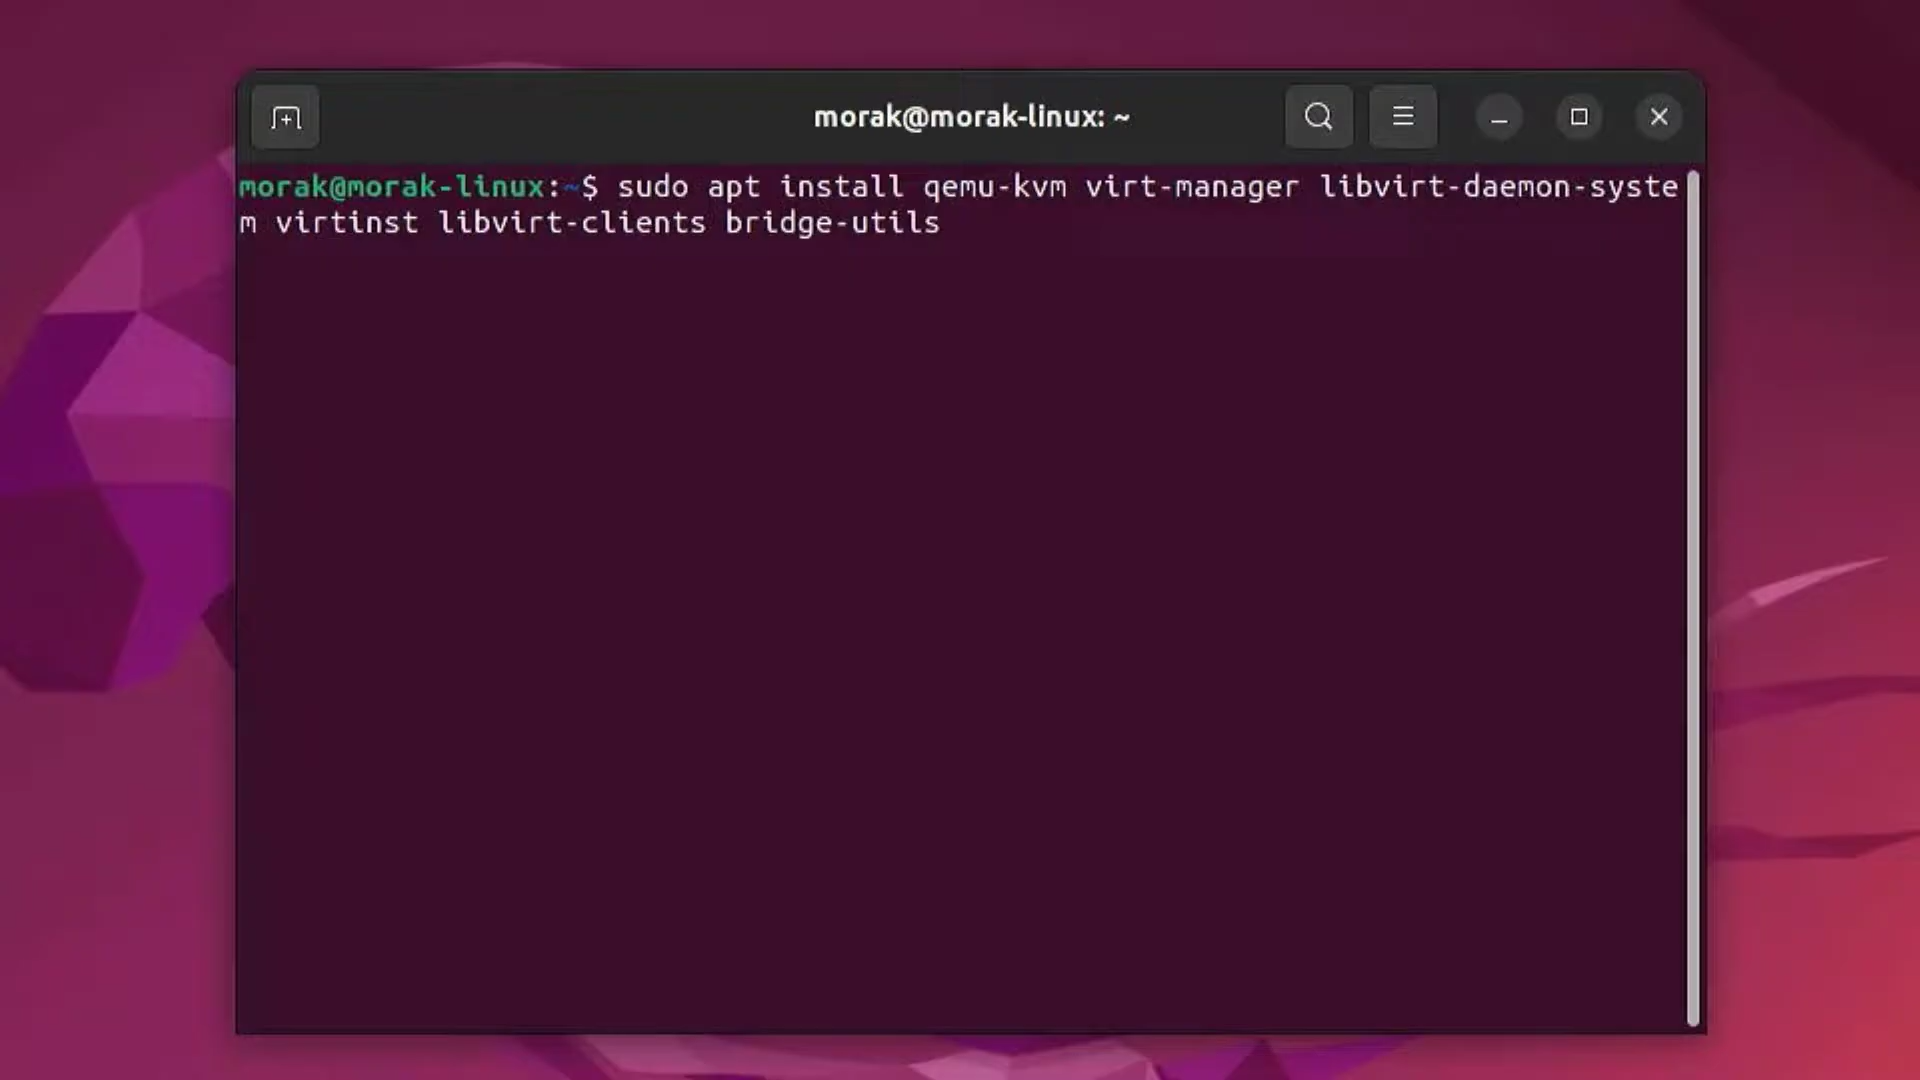 morak@morak-linux: ~
morak@morak-linux:~$ sudo apt install qemu-kvm virt-manager libvirt-daemon-syste
m virtinst libvirt-clients bridge-utils